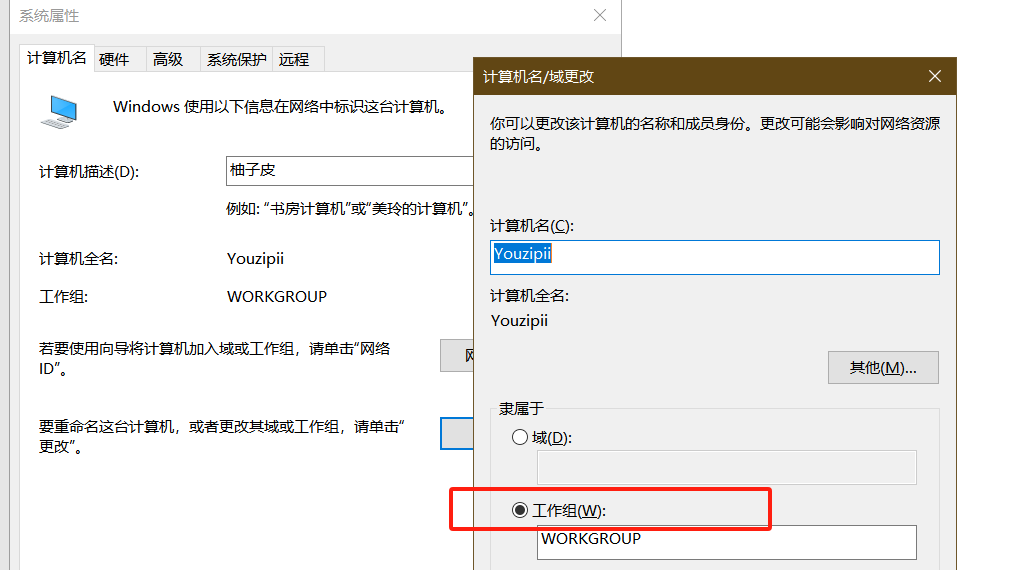 系统属性
计算机名 硬件 高级 系统保护 远程
Windows 使用以下信息在网络中标识这台计算机。
计算机描述(D):
柚子皮
例如: “书房计算机”或“美玲的计算机”。
计算机全名:
Youzipii
工作组:
WORKGROUP
若要使用向导将计算机加入域或工作组，请单击“网络
ID”。
要重命名这台计算机，或者更改其域或工作组，请单击“
更改”。
计算机名/域更改
你可以更改该计算机的名称和成员身份。更改可能会影响对网络资源
的访问。
计算机名(C):
Youzipii
计算机全名:
Youzipii
其他(M)...
隶属于
域(D):
工作组(W):
WORKGROUP